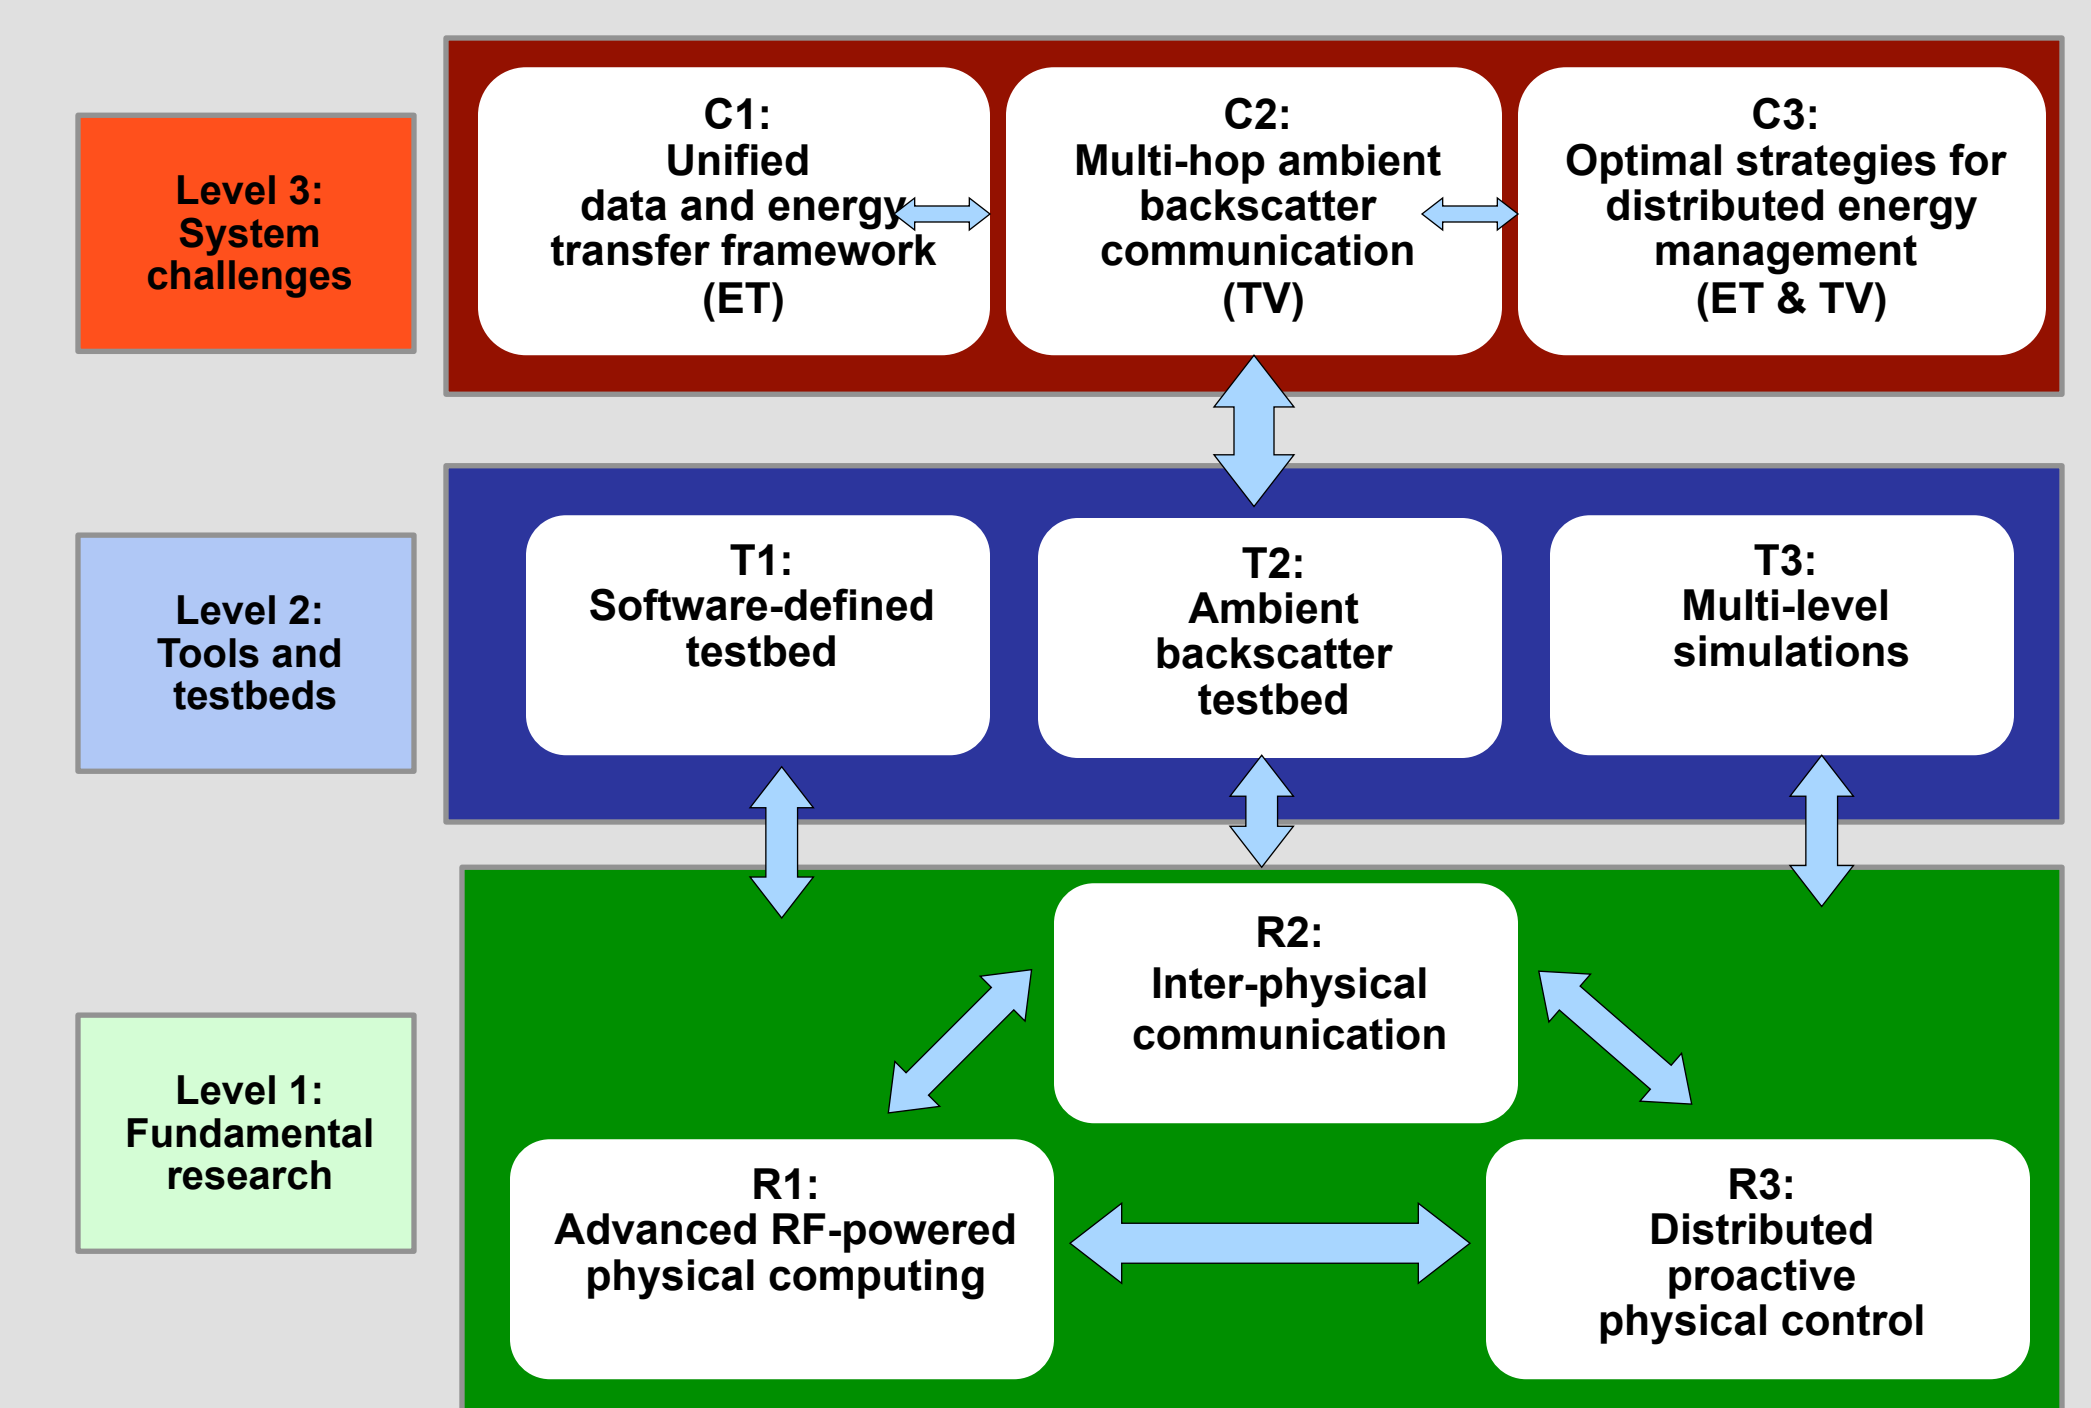 Level 3:
System
challenges
C1:
Unified
data and energy
transfer framework
(ET)
C2:
Multi-hop ambient
backscatter
communication
(TV)
C3:
Optimal strategies for
distributed energy
management
(ET & TV)
Level 2:
Tools and
testbeds
T1:
Software-defined
testbed
T2:
Ambient
backscatter
testbed
T3:
Multi-level
simulations
Level 1:
Fundamental
research
R2:
Inter-physical
communication
R1:
Advanced RF-powered
physical computing
R3:
Distributed
proactive
physical control